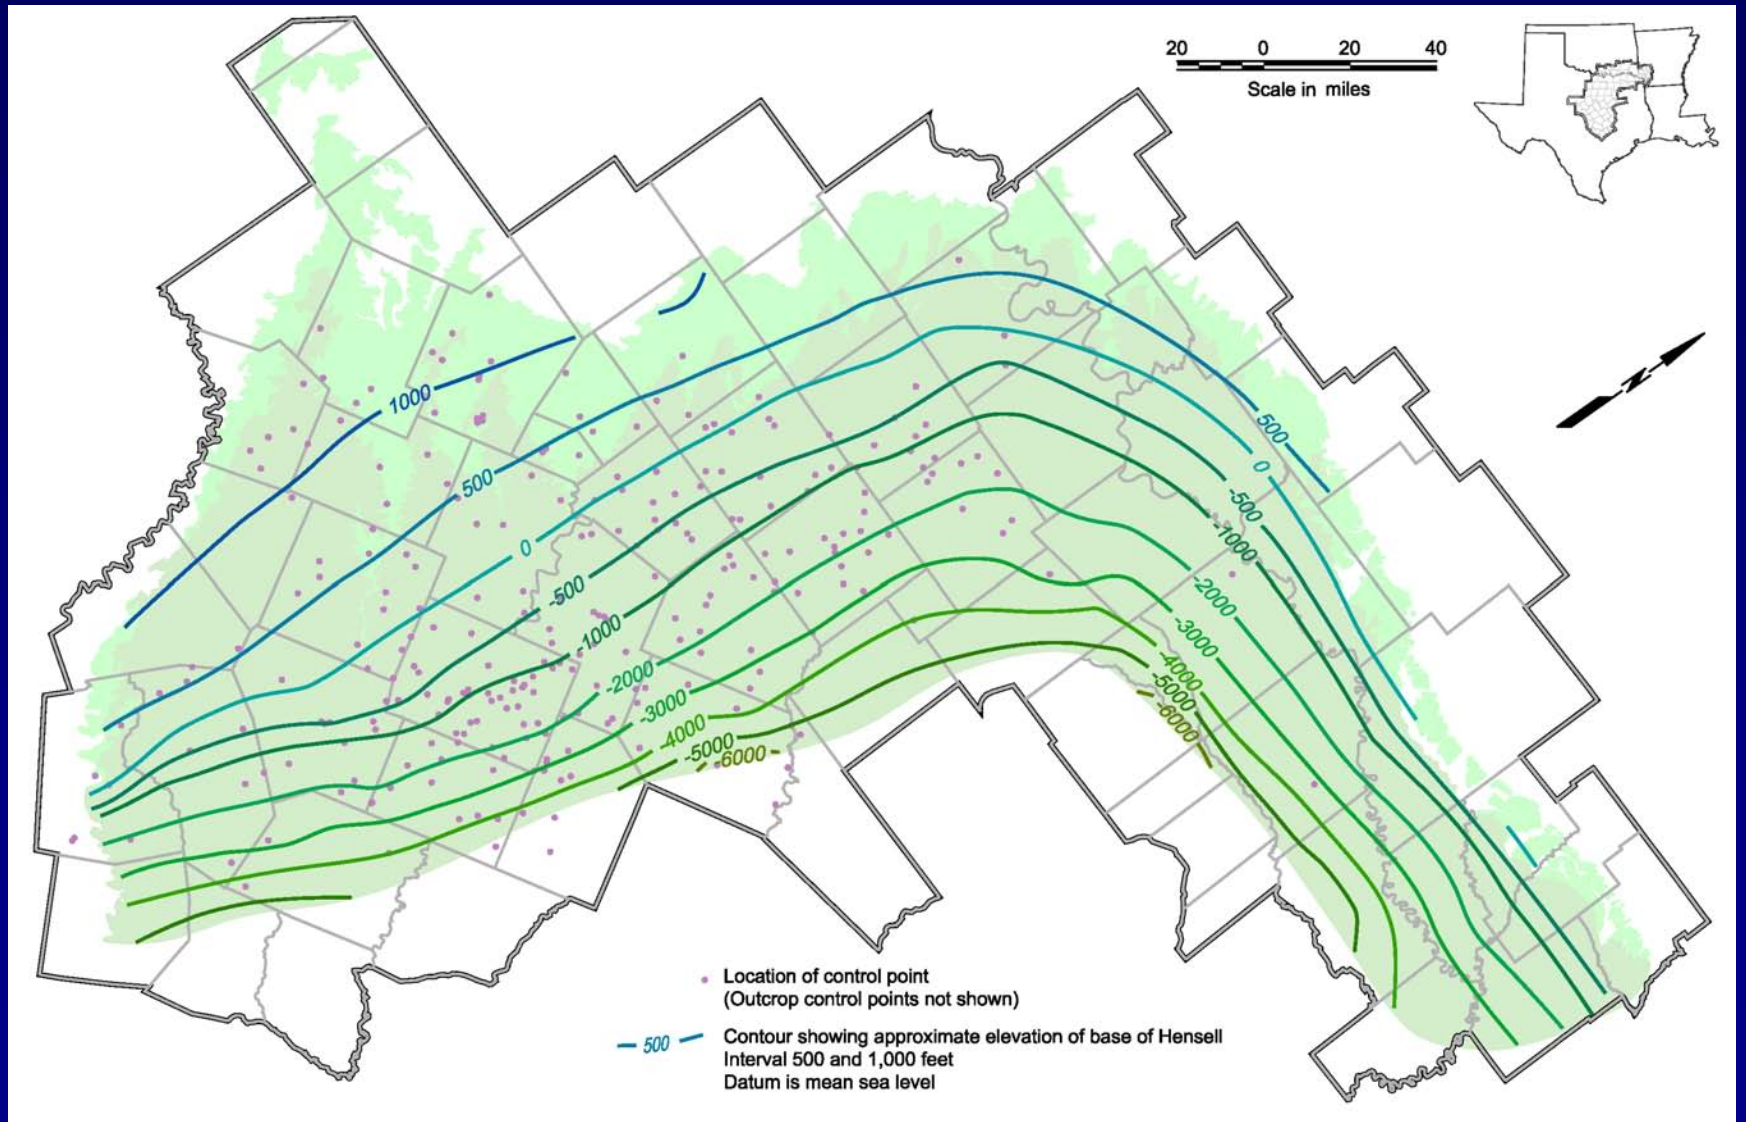 20 0 20 40
Scale in miles
N
1000
500
0
-500
-1000
-2000
-3000
-4000
-5000
-6000
500
0
-500
-1000
-2000
-3000
-4000
-5000
-6000
Location of control point
(Outcrop control points not shown)
500
Contour showing approximate elevation of base of Hensell
Interval 500 and 1,000 feet
Datum is mean sea level